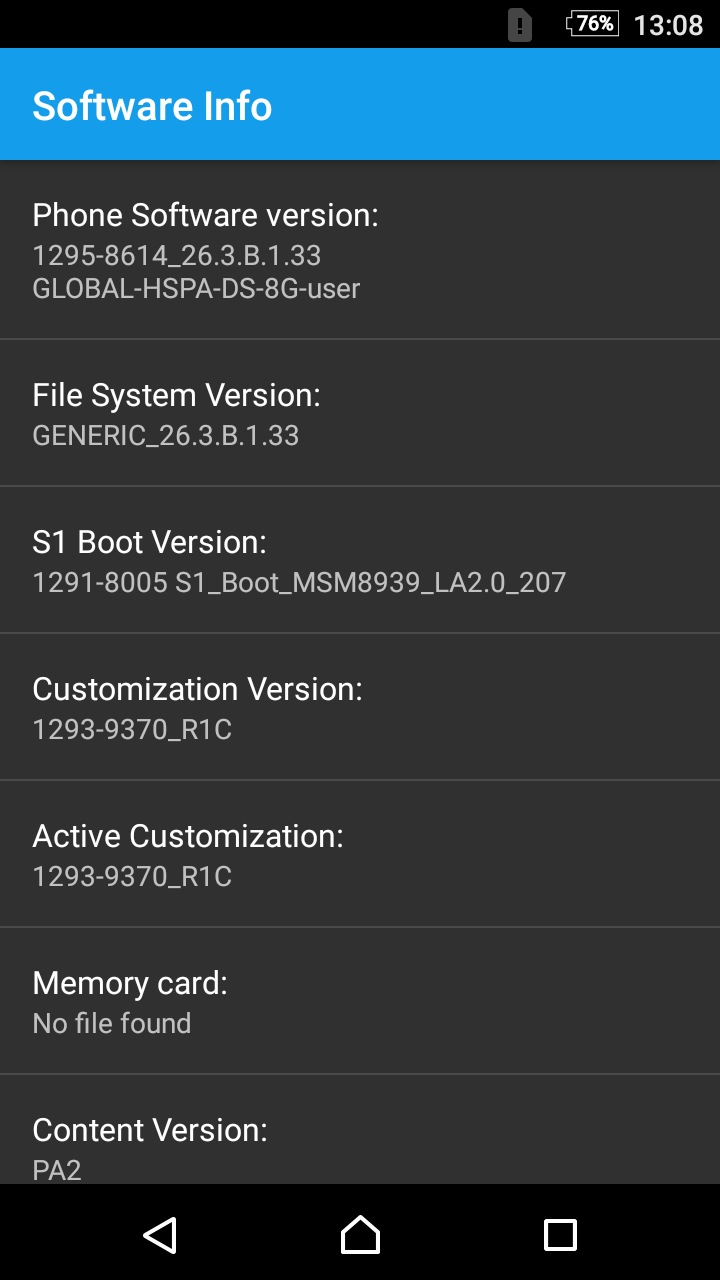 76% 13:08
Software Info
Phone Software version:
1295-8614_26.3.B.1.33
GLOBAL-HSPA-DS-8G-user
File System Version:
GENERIC_26.3.B.1.33
S1 Boot Version:
1291-8005 S1_Boot_MSM8939_LA2.0_207
Customization Version:
1293-9370_R1C
Active Customization:
1293-9370_R1C
Memory card:
No file found
Content Version:
PA2